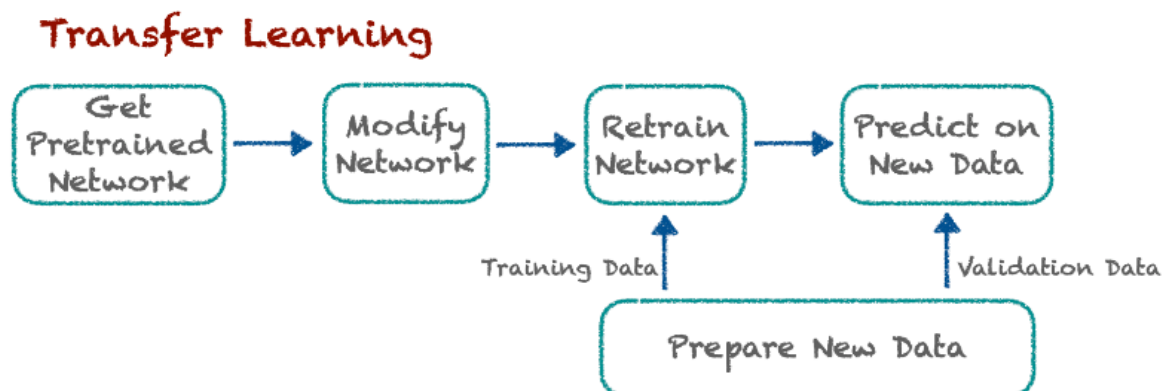 Transfer Learning
Get
Pretrained
Network
Modify
Network
Retrain
Network
Predict on
New Data
Training Data
Validation Data
Prepare New Data